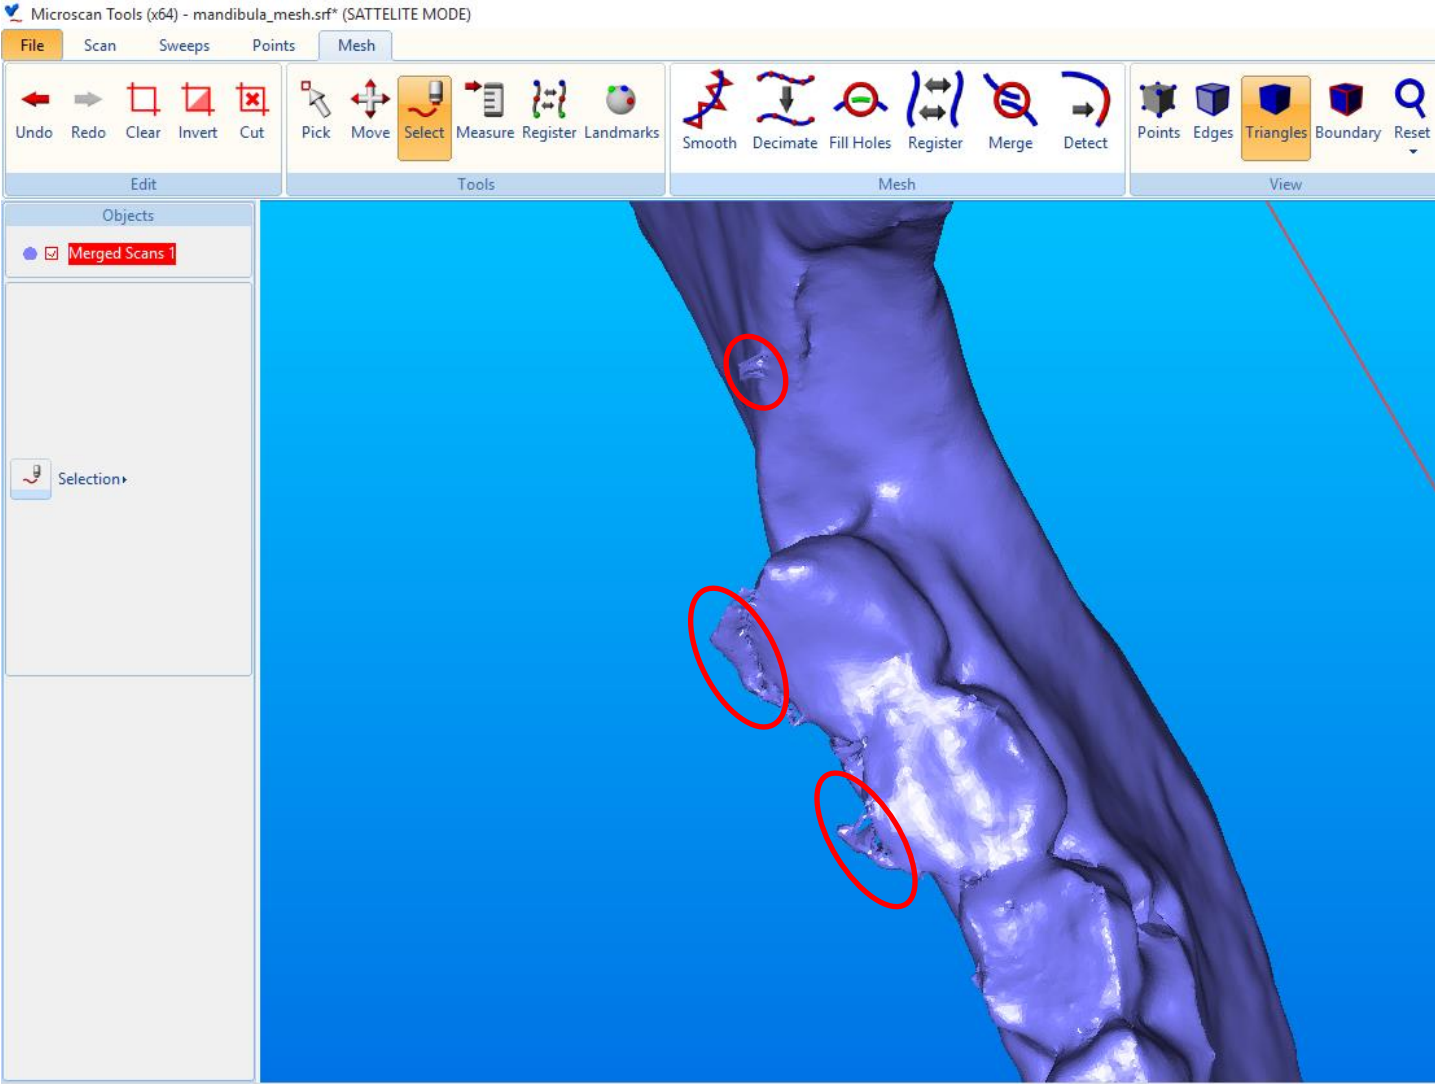 Microscan Tools (x64) - mandibula_mesh.srf* (SATTELITE MODE)
File Scan Sweeps Points Mesh
Undo Redo Clear Invert Cut Pick Move Select Measure Register Landmarks Smooth Decimate Fill Holes Register Merge Detect Points Edges Triangles Boundary Reset
Edit Tools Mesh View
Objects
Merged Scans 1
Selection